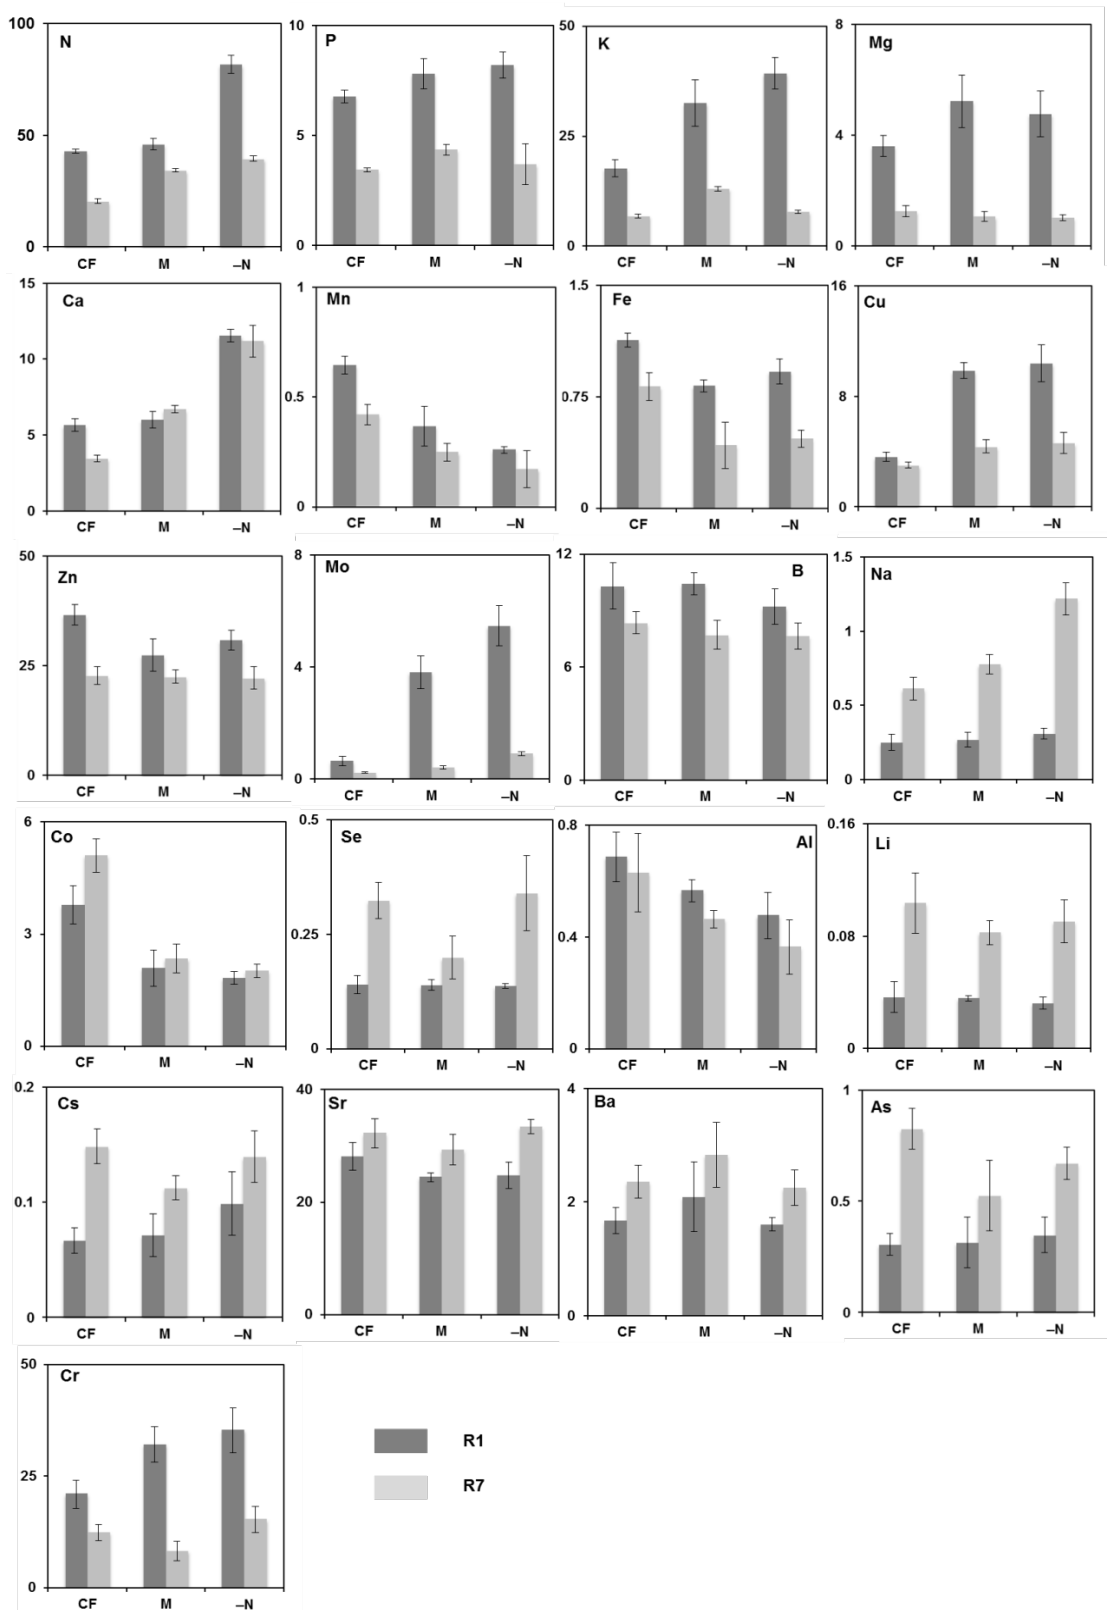 100
N
50
0
CF M –N
10
P
5
0
CF M –N
50
K
25
0
CF M –N
8
Mg
4
0
CF M –N
15
Ca
10
5
0
CF M –N
1
Mn
0.5
0
CF M –N
1.5
Fe
0.75
0
CF M –N
16
Cu
8
0
CF M –N
50
Zn
25
0
CF M –N
8
Mo
4
0
CF M –N
12
B
6
0
CF M –N
1.5
Na
1
0.5
0
CF M –N
6
Co
3
0
CF M –N
0.5
Se
0.25
0
CF M –N
0.8
Al
0.4
0
CF M –N
0.16
Li
0.08
0
CF M –N
0.2
Cs
0.1
0
CF M –N
40
Sr
20
0
CF M –N
4
Ba
2
0
CF M –N
1
As
0.5
0
CF M –N
50
Cr
25
0
CF M –N
R1
R7